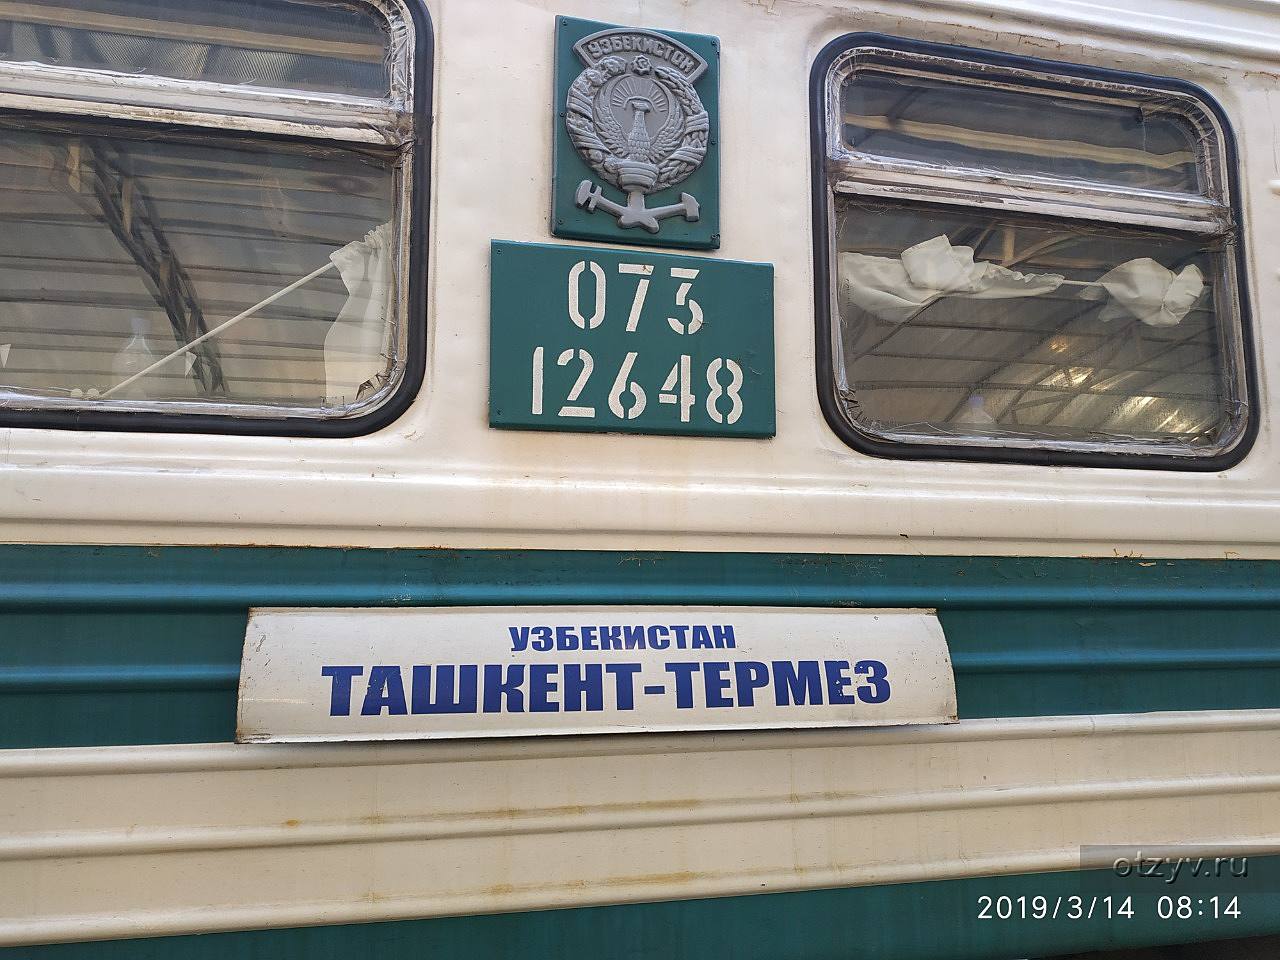 УЗБЕКИСТОН
073
12648
УЗБЕКИСТАН
ТАШКЕНТ-ТЕРМЕЗ
otzyv.ru
2019/3/14 08:14